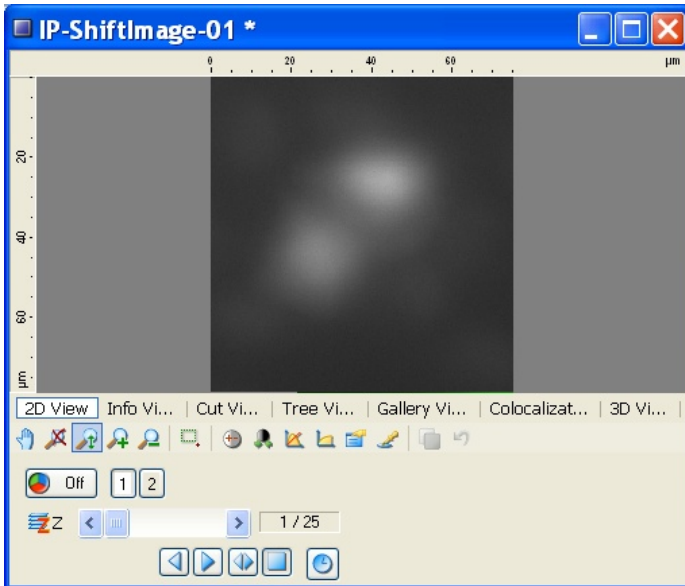 IP-ShiftImage-01 *
0 20 40 60 µm
20
40
60
µm
2D View | Info Vi... | Cut Vi... | Tree Vi... | Gallery Vi... | Colocalizat... | 3D Vi... |
Off 1 2
Z 1 / 25